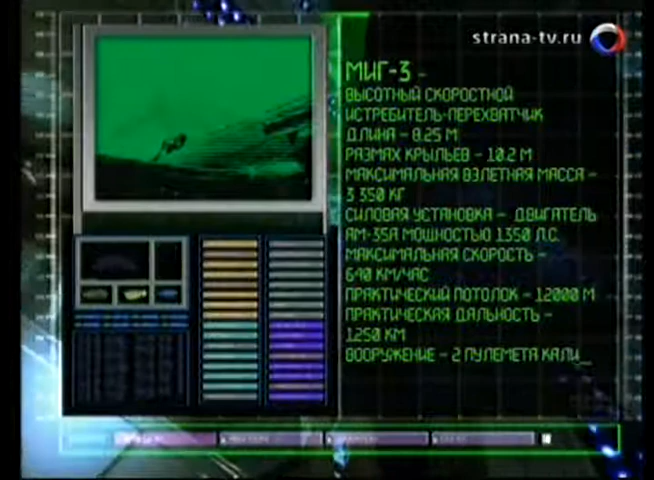 strana-tv.ru
МИГ-3 -
ВЫСОТНЫЙ СКОРОСТНОЙ
ИСТРЕБИТЕЛЬ-ПЕРЕХВАТЧИК
ДЛИНА - 8.25 М
РАЗМАХ КРЫЛЬЕВ - 10.2 М
МАКСИМАЛЬНАЯ ВЗЛЕТНАЯ МАССА -
3 350 КГ
СИЛОВАЯ УСТАНОВКА - ДВИГАТЕЛЬ
АМ-35А МОЩНОСТЬЮ 1350 Л.С.
МАКСИМАЛЬНАЯ СКОРОСТЬ -
640 КМ/ЧАС
ПРАКТИЧЕСКИЙ ПОТОЛОК - 12000 М
ПРАКТИЧЕСКАЯ ДАЛЬНОСТЬ -
1250 КМ
ВООРУЖЕНИЕ - 2 ПУЛЕМЕТА КАЛИ_